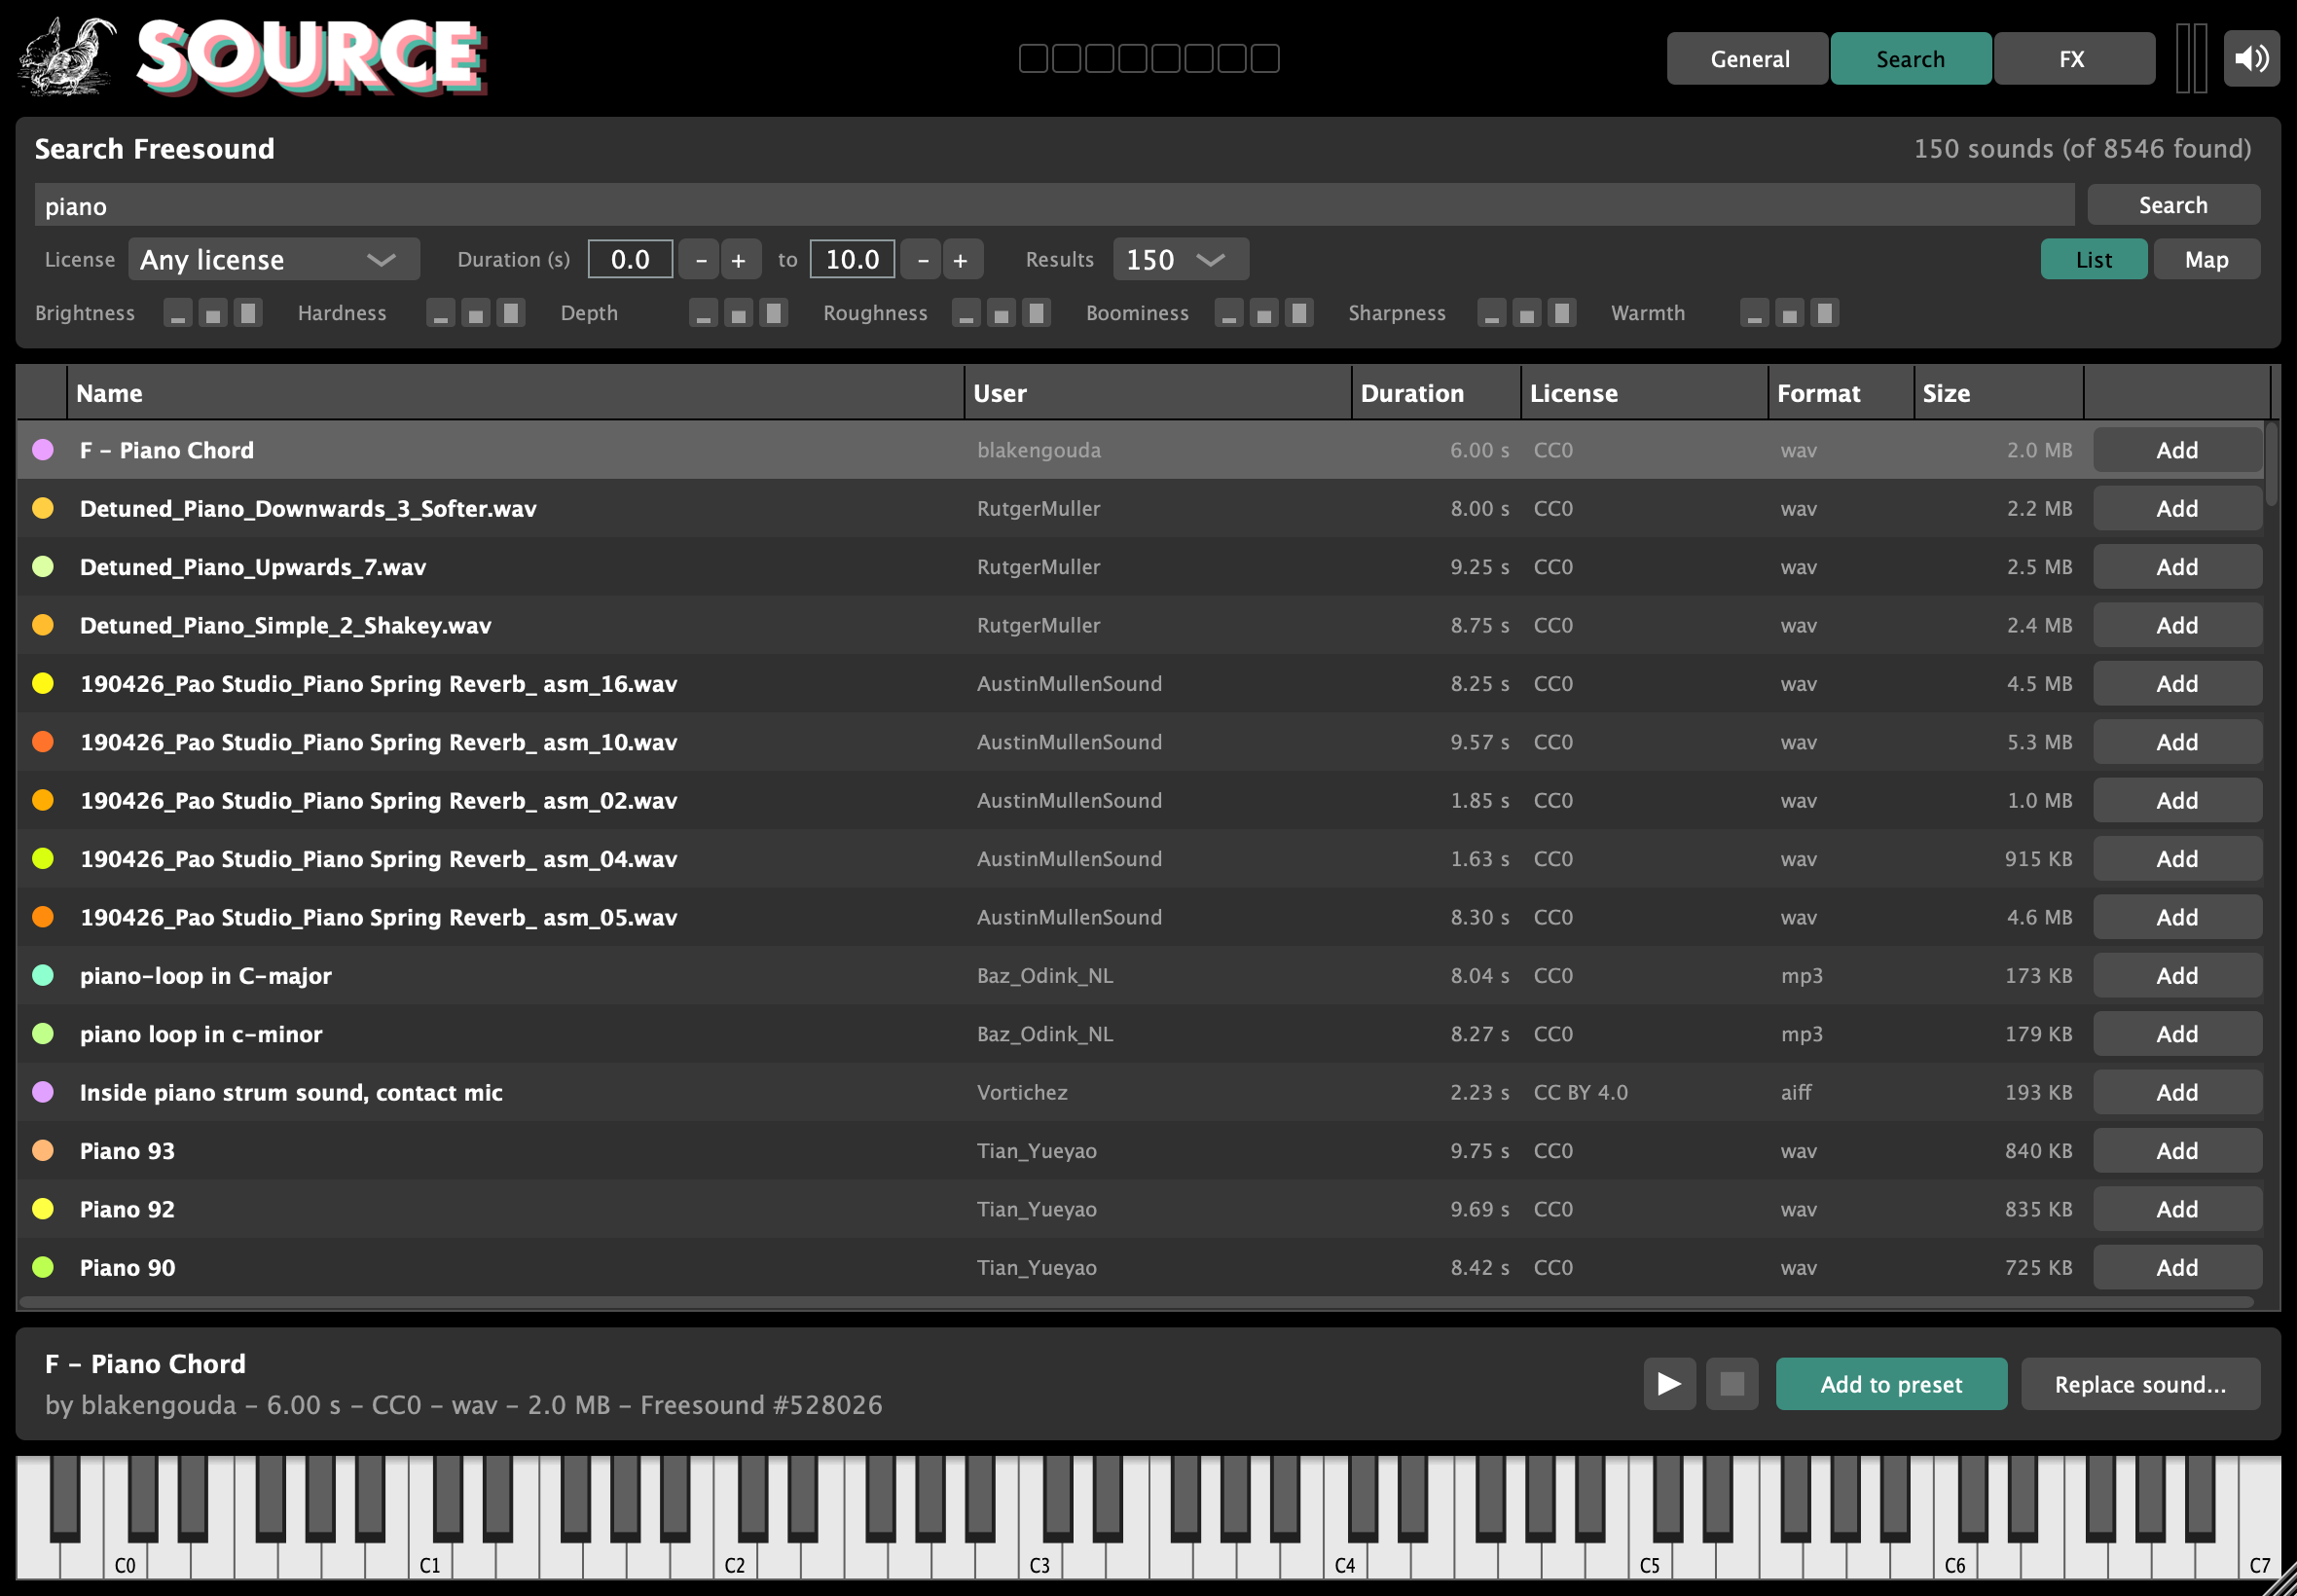 SOURCE
General Search FX
Search Freesound 150 sounds (of 8546 found)
piano Search
License Any license Duration (s) 0.0 - + to 10.0 - + Results 150 List Map
Brightness Hardness Depth Roughness Boominess Sharpness Warmth
Name User Duration License Format Size
F – Piano Chord blakengouda 6.00 s CC0 wav 2.0 MB Add
Detuned_Piano_Downwards_3_Softer.wav RutgerMuller 8.00 s CC0 wav 2.2 MB Add
Detuned_Piano_Upwards_7.wav RutgerMuller 9.25 s CC0 wav 2.5 MB Add
Detuned_Piano_Simple_2_Shakey.wav RutgerMuller 8.75 s CC0 wav 2.4 MB Add
190426_Pao Studio_Piano Spring Reverb_ asm_16.wav AustinMullenSound 8.25 s CC0 wav 4.5 MB Add
190426_Pao Studio_Piano Spring Reverb_ asm_10.wav AustinMullenSound 9.57 s CC0 wav 5.3 MB Add
190426_Pao Studio_Piano Spring Reverb_ asm_02.wav AustinMullenSound 1.85 s CC0 wav 1.0 MB Add
190426_Pao Studio_Piano Spring Reverb_ asm_04.wav AustinMullenSound 1.63 s CC0 wav 915 KB Add
190426_Pao Studio_Piano Spring Reverb_ asm_05.wav AustinMullenSound 8.30 s CC0 wav 4.6 MB Add
piano-loop in C-major Baz_Odink_NL 8.04 s CC0 mp3 173 KB Add
piano loop in c-minor Baz_Odink_NL 8.27 s CC0 mp3 179 KB Add
Inside piano strum sound, contact mic Vortichez 2.23 s CC BY 4.0 aiff 193 KB Add
Piano 93 Tian_Yueyao 9.75 s CC0 wav 840 KB Add
Piano 92 Tian_Yueyao 9.69 s CC0 wav 835 KB Add
Piano 90 Tian_Yueyao 8.42 s CC0 wav 725 KB Add
F – Piano Chord
by blakengouda – 6.00 s – CC0 – wav – 2.0 MB – Freesound #528026
Add to preset Replace sound...
C0 C1 C2 C3 C4 C5 C6 C7